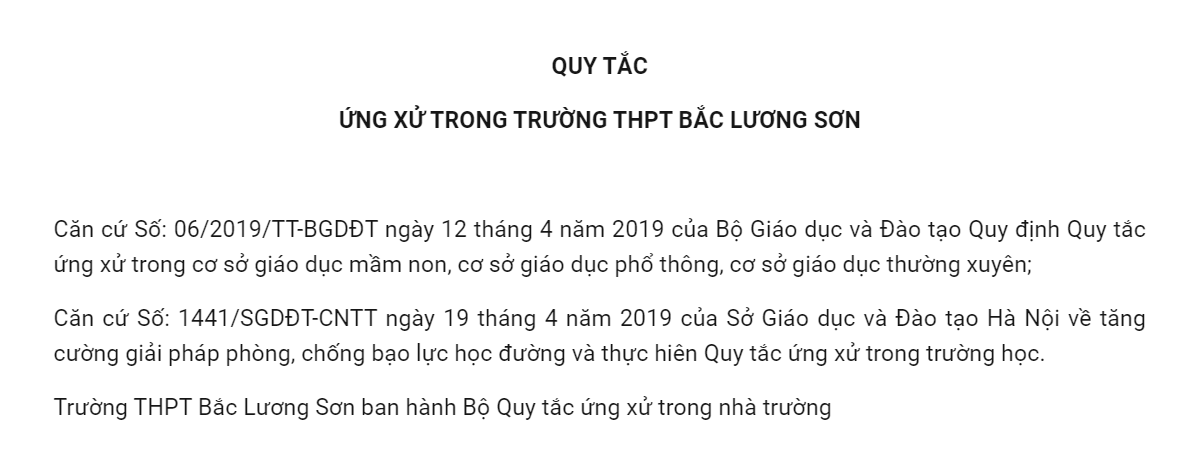 QUY TẮC
ỨNG XỬ TRONG TRƯỜNG THPT BẮC LƯƠNG SƠN
Căn cứ Số: 06/2019/TT-BGDĐT ngày 12 tháng 4 năm 2019 của Bộ Giáo dục và Đào tạo Quy định Quy tắc
ứng xử trong cơ sở giáo dục mầm non, cơ sở giáo dục phổ thông, cơ sở giáo dục thường xuyên;
Căn cứ Số: 1441/SGDĐT-CNTT ngày 19 tháng 4 năm 2019 của Sở Giáo dục và Đào tạo Hà Nội về tăng
cường giải pháp phòng, chống bạo lực học đường và thực hiên Quy tắc ứng xử trong trường học.
Trường THPT Bắc Lương Sơn ban hành Bộ Quy tắc ứng xử trong nhà trường